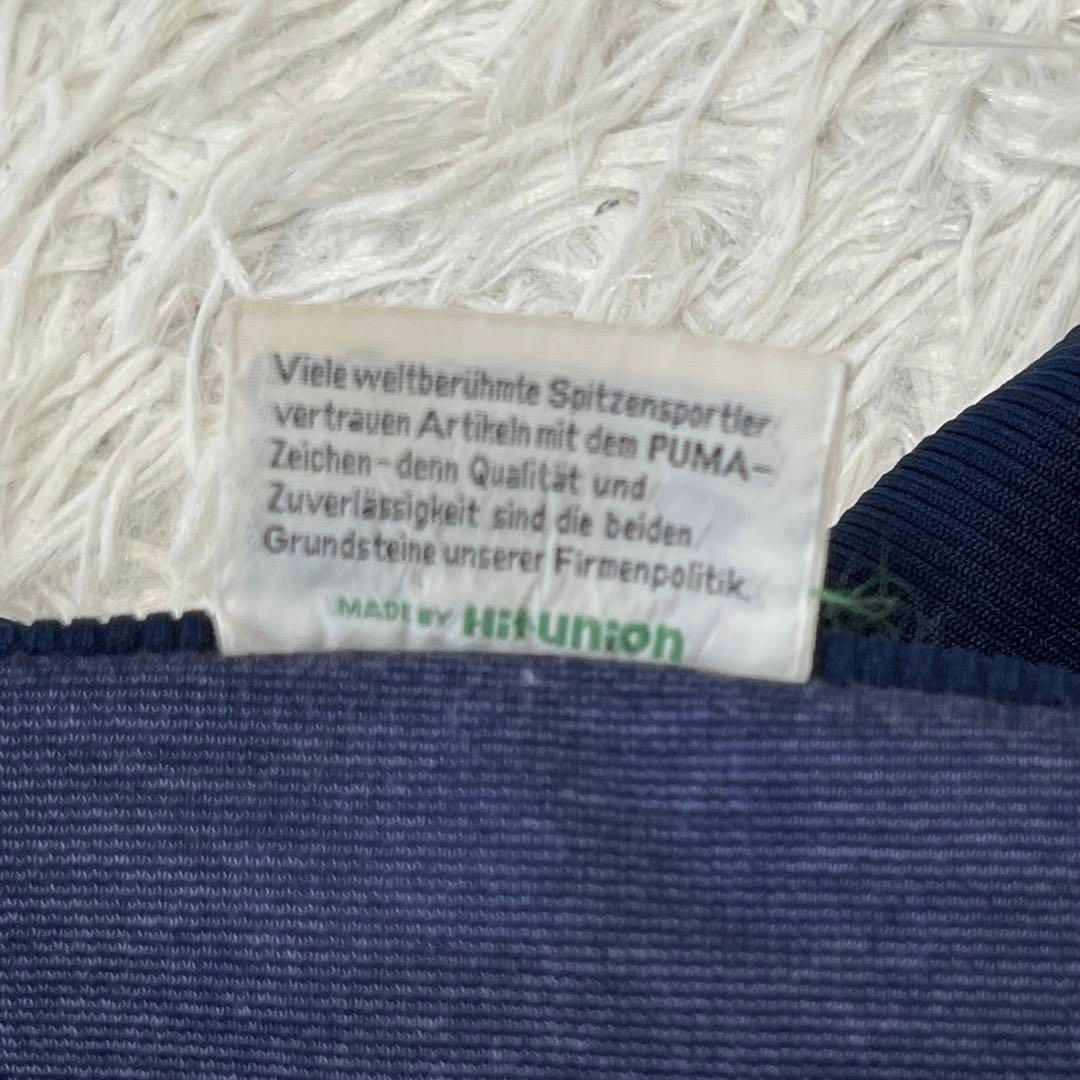 Viele weltberühmte Spitzensportler
vertrauen Artikeln mit dem PUMA-
Zeichen-denn Qualität und
Zuverlässigkeit sind die beiden
Grundsteine unserer Firmenpolitik.
MADE BY Hit-union